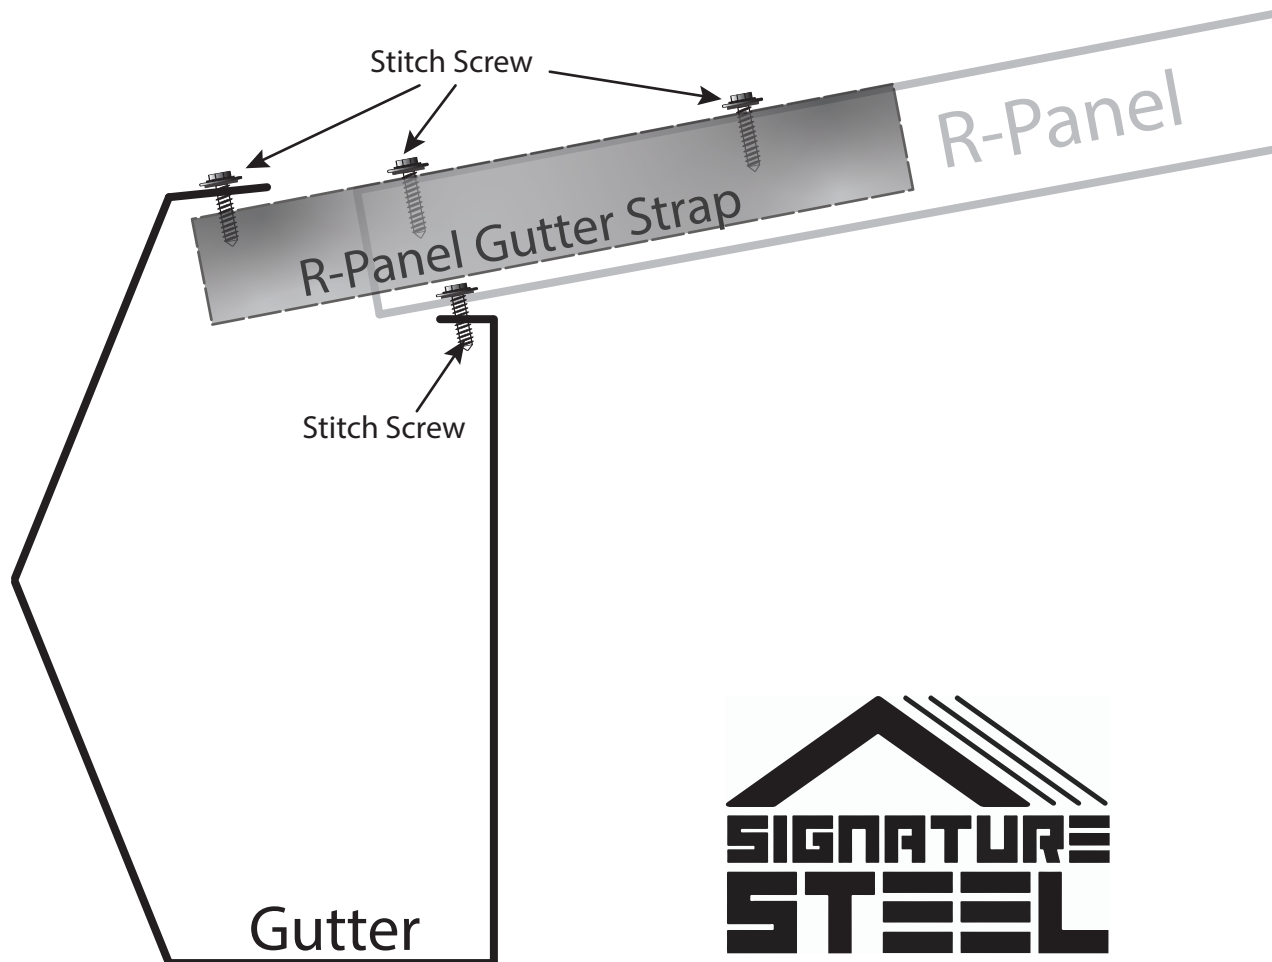 Stitch Screw
R-Panel
R-Panel Gutter Strap
Stitch Screw
Gutter
SIGNATURE
STEEL